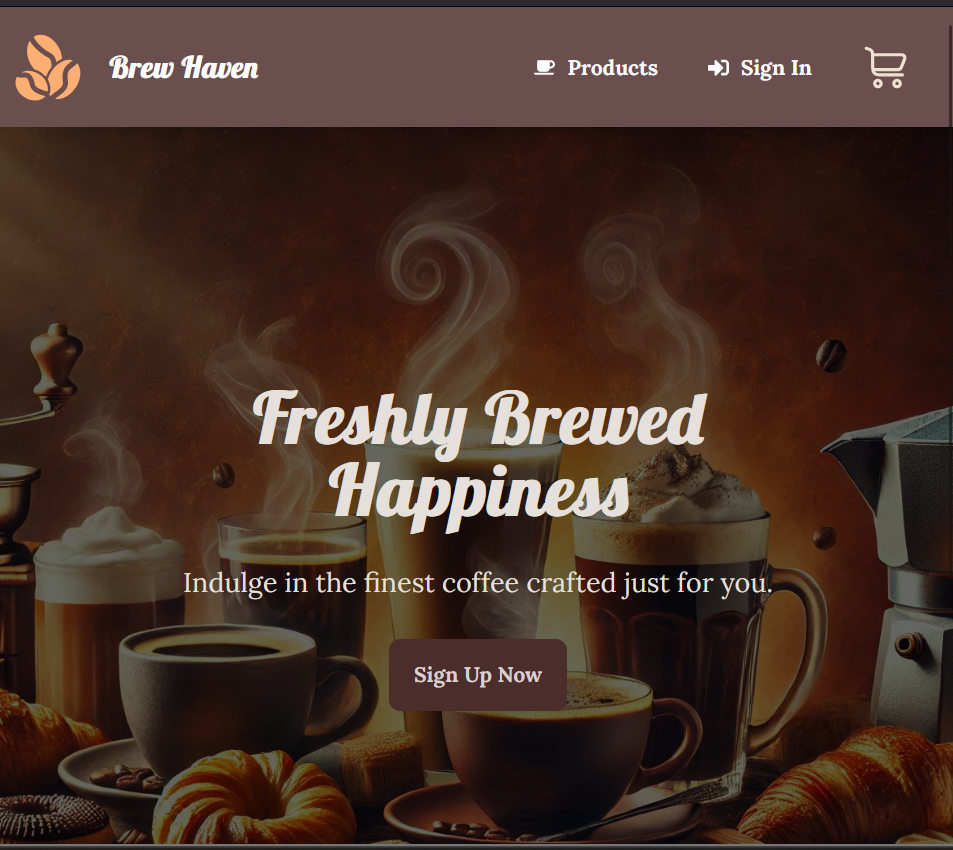 Brew Haven
Products
Sign In
Freshly Brewed
Happiness
Indulge in the finest coffee crafted just for you.
Sign Up Now